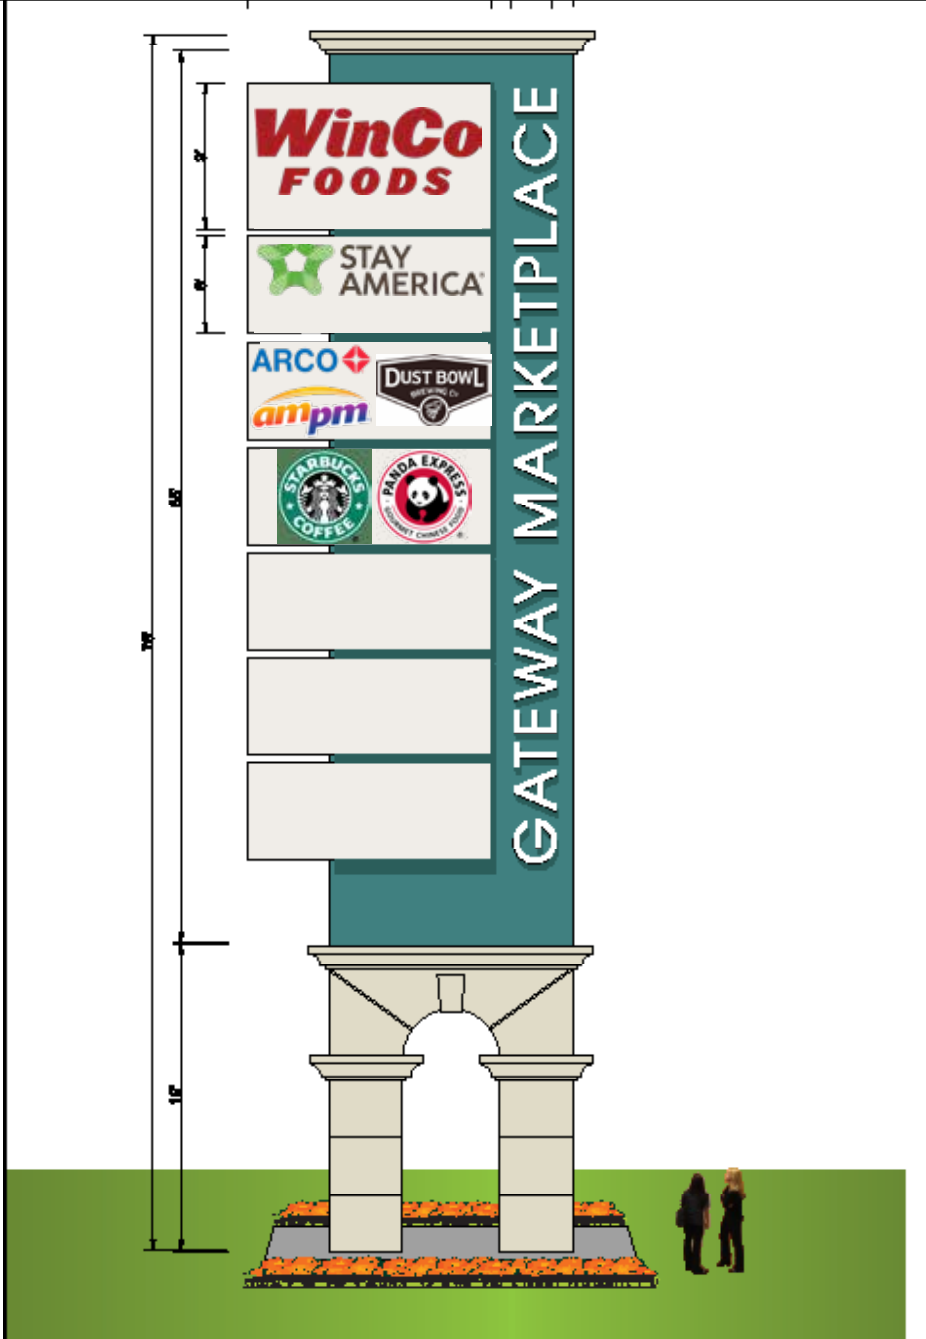 WinCo
FOODS
STAY
AMERICA
ARCO
ampm
DUST BOWL
BREWING Co
STARBUCKS
COFFEE
PANDA EXPRESS
GOURMET CHINESE FOOD
GATEWAY MARKETPLACE